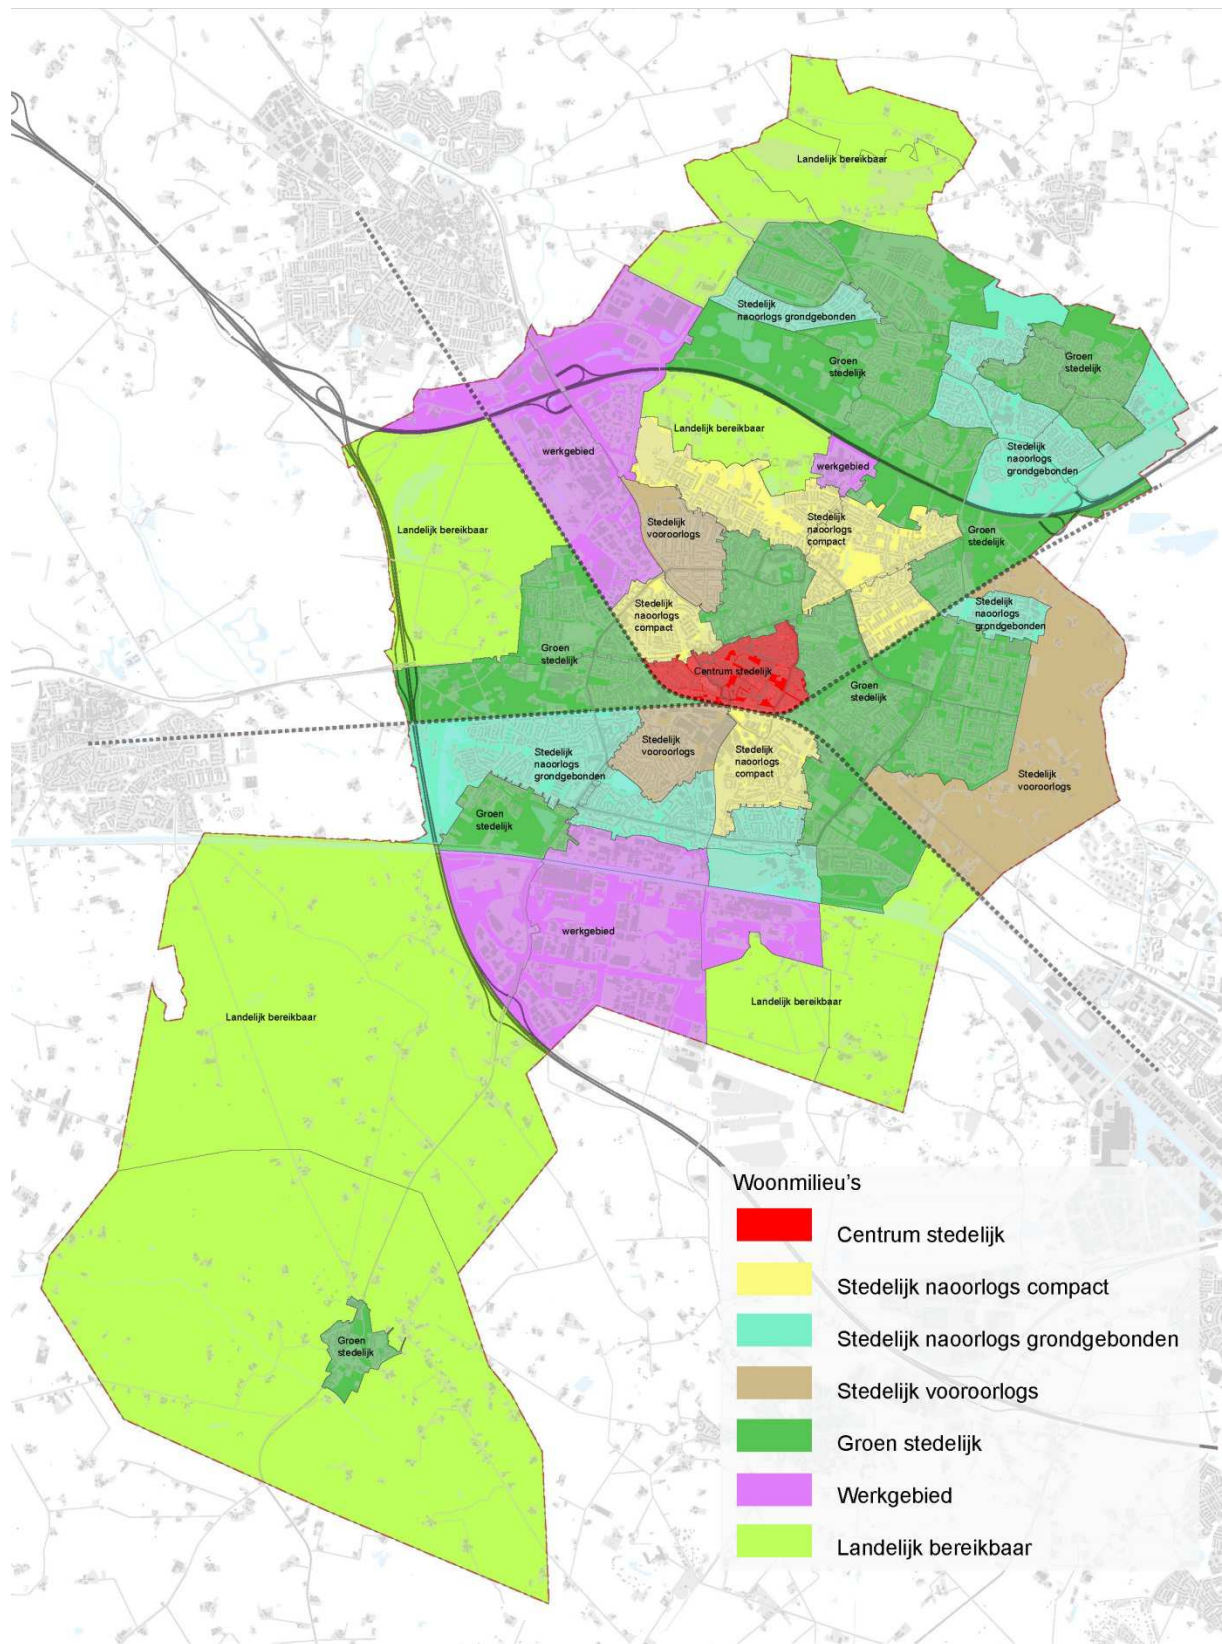 Landelijk bereikbaar
Stedelijk
naoorlogs grondgebonden
Groen
stedelijk
Groen
stedelijk
Landelijk bereikbaar
werkgebied
werkgebied
Stedelijk
naoorlogs
grondgebonden
Stedelijk
vooroorlogs
Stedelijk
naoorlogs
compact
Landelijk bereikbaar
Groen
stedelijk
Stedelijk
naoorlogs
compact
Stedelijk
naoorlogs
grondgebonden
Groen
stedelijk
Centrum stedelijk
Groen
stedelijk
Stedelijk
vooroorlogs
Stedelijk
naoorlogs
compact
Stedelijk
naoorlogs
grondgebonden
Stedelijk
vooroorlogs
Groen
stedelijk
werkgebied
Landelijk bereikbaar
Landelijk bereikbaar
Groen
stedelijk
Woonmilieu's
Centrum stedelijk
Stedelijk naoorlogs compact
Stedelijk naoorlogs grondgebonden
Stedelijk vooroorlogs
Groen stedelijk
Werkgebied
Landelijk bereikbaar